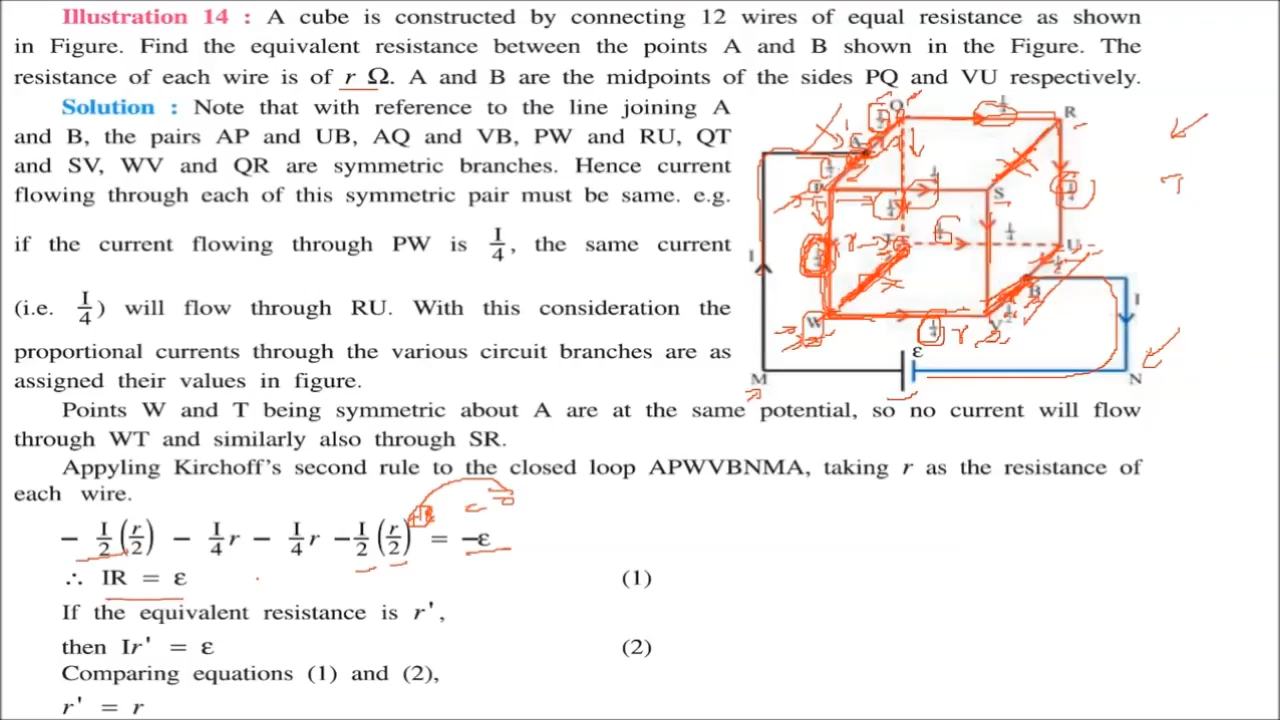 Illustration 14 : A cube is constructed by connecting 12 wires of equal resistance as shown
in Figure. Find the equivalent resistance between the points A and B shown in the Figure. The
resistance of each wire is of r Ω. A and B are the midpoints of the sides PQ and VU respectively.
Solution : Note that with reference to the line joining A
and B, the pairs AP and UB, AQ and VB, PW and RU, QT
and SV, WV and QR are symmetric branches. Hence current
flowing through each of this symmetric pair must be same. e.g.
if the current flowing through PW is I/4, the same current
(i.e. I/4) will flow through RU. With this consideration the
proportional currents through the various circuit branches are as
assigned their values in figure.
Q
R
P
S
I
U
B
I
W
V
ε
M
N
Points W and T being symmetric about A are at the same potential, so no current will flow
through WT and similarly also through SR.
Appyling Kirchoff's second rule to the closed loop APWVBNMA, taking r as the resistance of
each wire.
− I/2 (r/2) − I/4 r − I/4 r − I/2 (r/2) = −ε
∴ IR = ε (1)
If the equivalent resistance is r',
then Ir' = ε (2)
Comparing equations (1) and (2),
r' = r